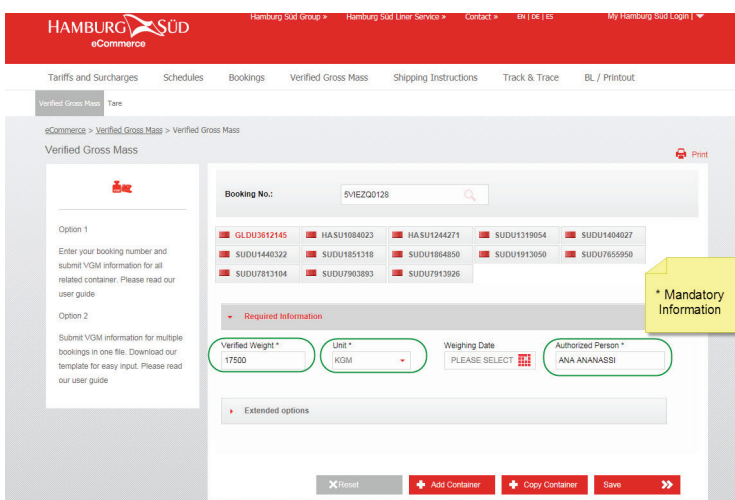 Hamburg Süd Group » Hamburg Süd Liner Service » Contact » EN | DE | ES My Hamburg Süd Login |
HAMBURG SÜD
eCommerce
Tariffs and Surcharges Schedules Bookings Verified Gross Mass Shipping Instructions Track & Trace BL / Printout
Verified Gross Mass Tare
eCommerce > Verified Gross Mass > Verified Gross Mass
Verified Gross Mass
Print
Booking No.: 5VIEZQ0128
Option 1
Enter your booking number and
submit VGM information for all
related container. Please read our
user guide
Option 2
Submit VGM information for multiple
bookings in one file. Download our
template for easy input. Please read
our user guide
GLDU3612145 HASU1084023 HASU1244271 SUDU1319054 SUDU1404027
SUDU1440322 SUDU1851318 SUDU1864850 SUDU1913050 SUDU7655950
SUDU7813104 SUDU7903893 SUDU7913926
* Mandatory
Information
Required Information
Verified Weight * Unit * Weighing Date Authorized Person *
17500 KGM PLEASE SELECT ANA ANANASSI
Extended options
Reset Add Container Copy Container Save